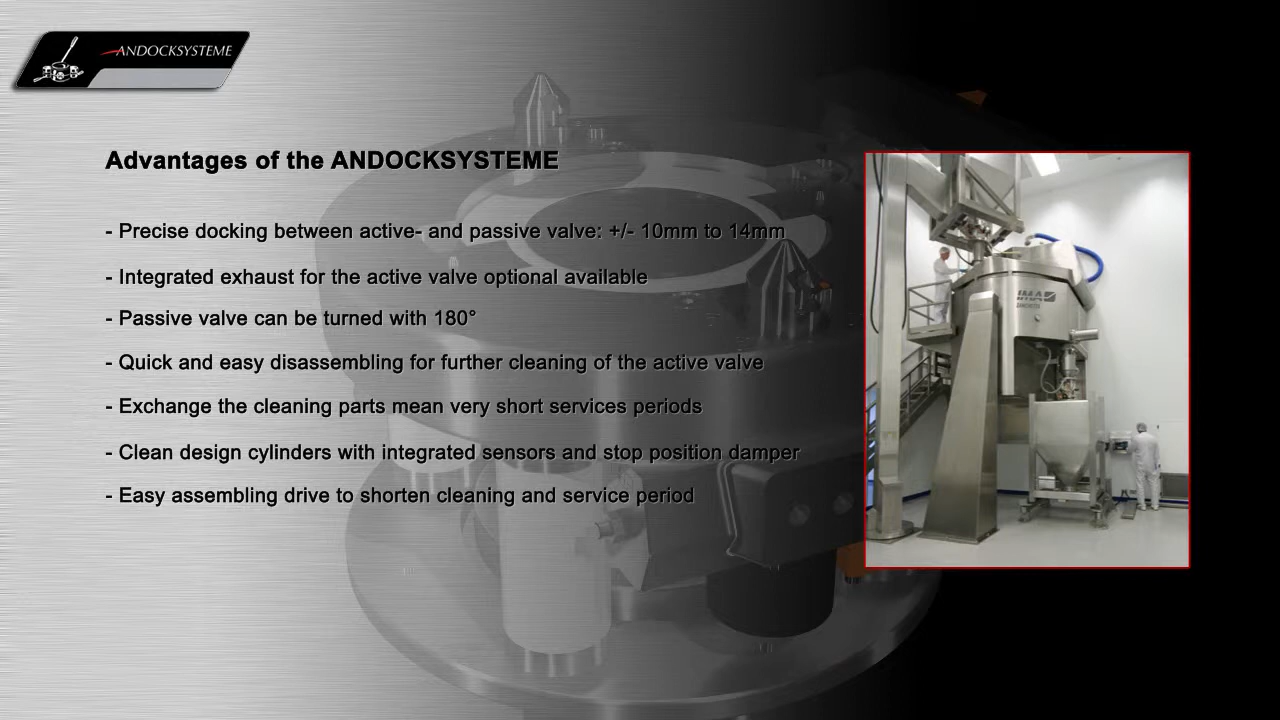 ANDOCKSYSTEME
Advantages of the ANDOCKSYSTEME
- Precise docking between active- and passive valve: +/- 10mm to 14mm
- Integrated exhaust for the active valve optional available
- Passive valve can be turned with 180°
- Quick and easy disassembling for further cleaning of the active valve
- Exchange the cleaning parts mean very short services periods
- Clean design cylinders with integrated sensors and stop position damper
- Easy assembling drive to shorten cleaning and service period
IMA